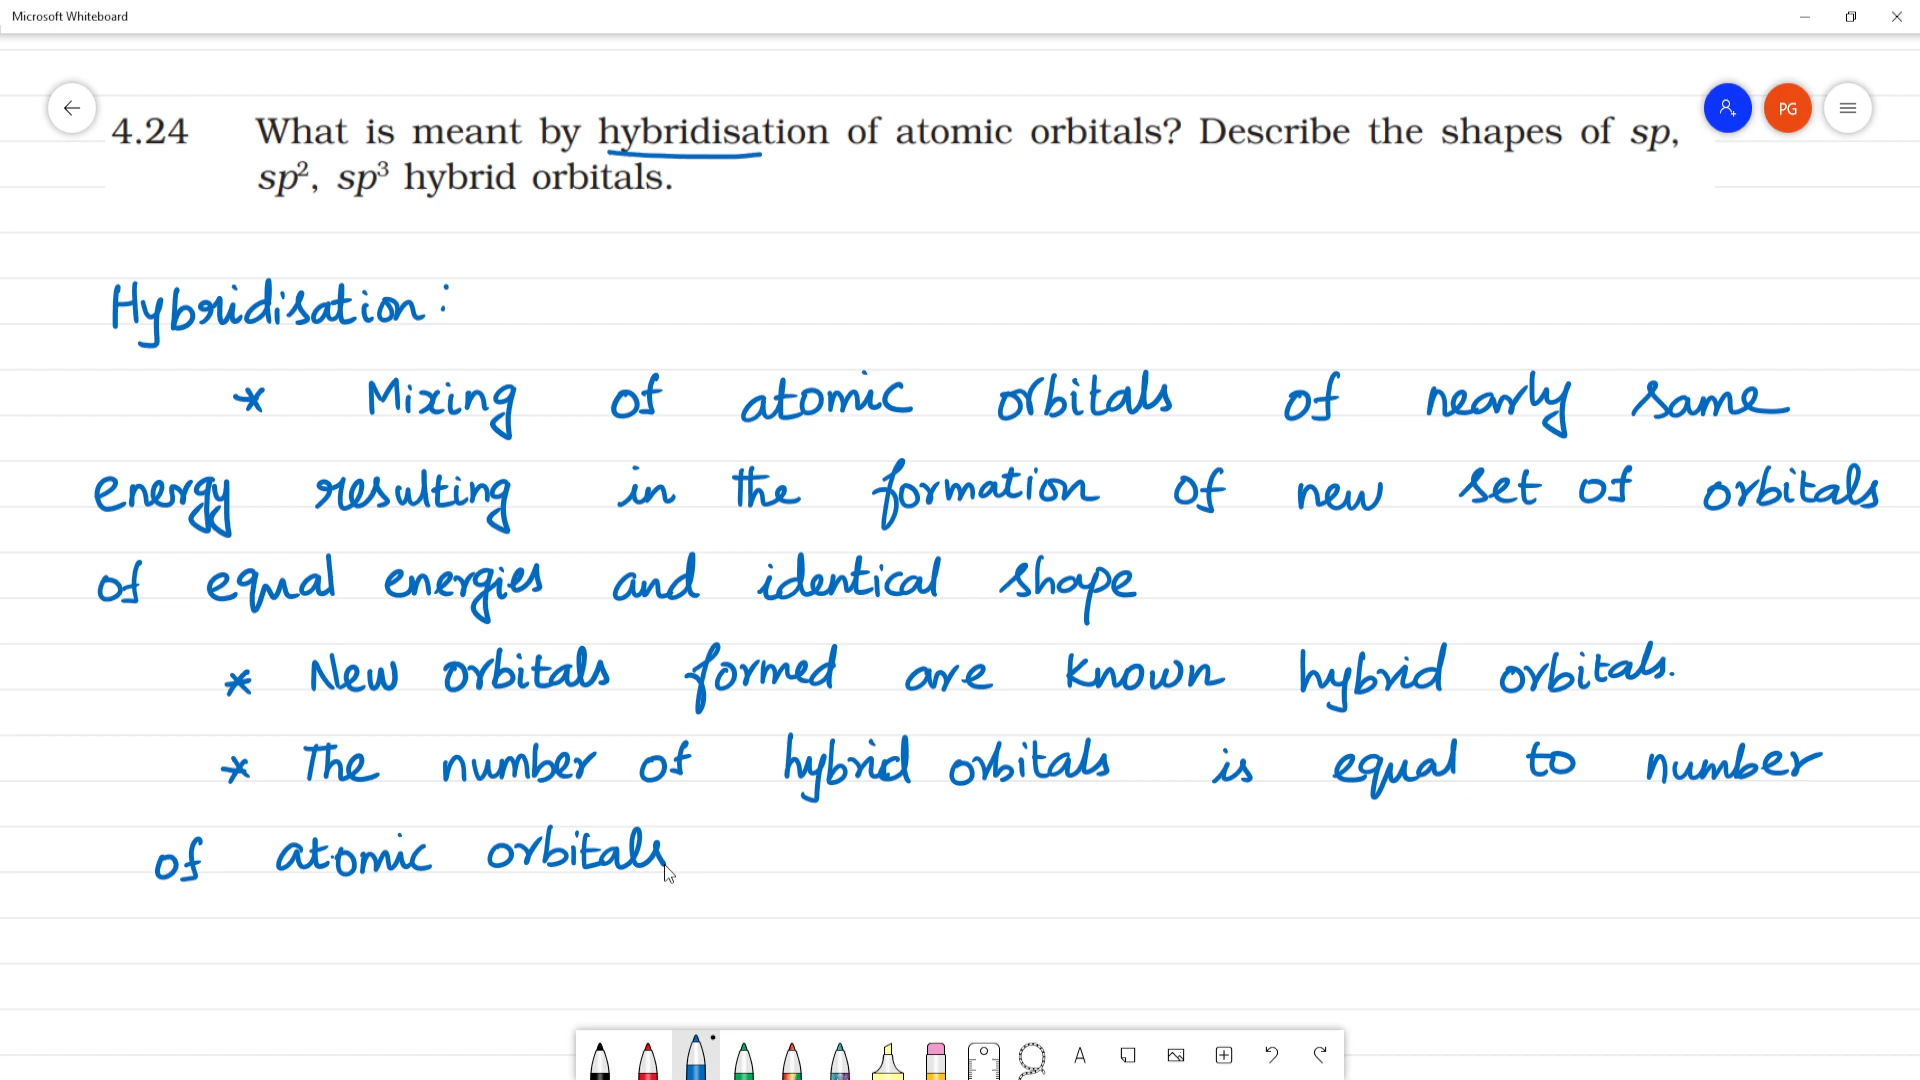 Microsoft Whiteboard
PG
4.24 What is meant by hybridisation of atomic orbitals? Describe the shapes of sp,
sp², sp³ hybrid orbitals.
Hybridisation :
* Mixing of atomic orbitals of nearly same
energy resulting in the formation of new set of orbitals
of equal energies and identical shape
* New orbitals formed are known hybrid orbitals.
* The number of hybrid orbitals is equal to number
of atomic orbitals
A